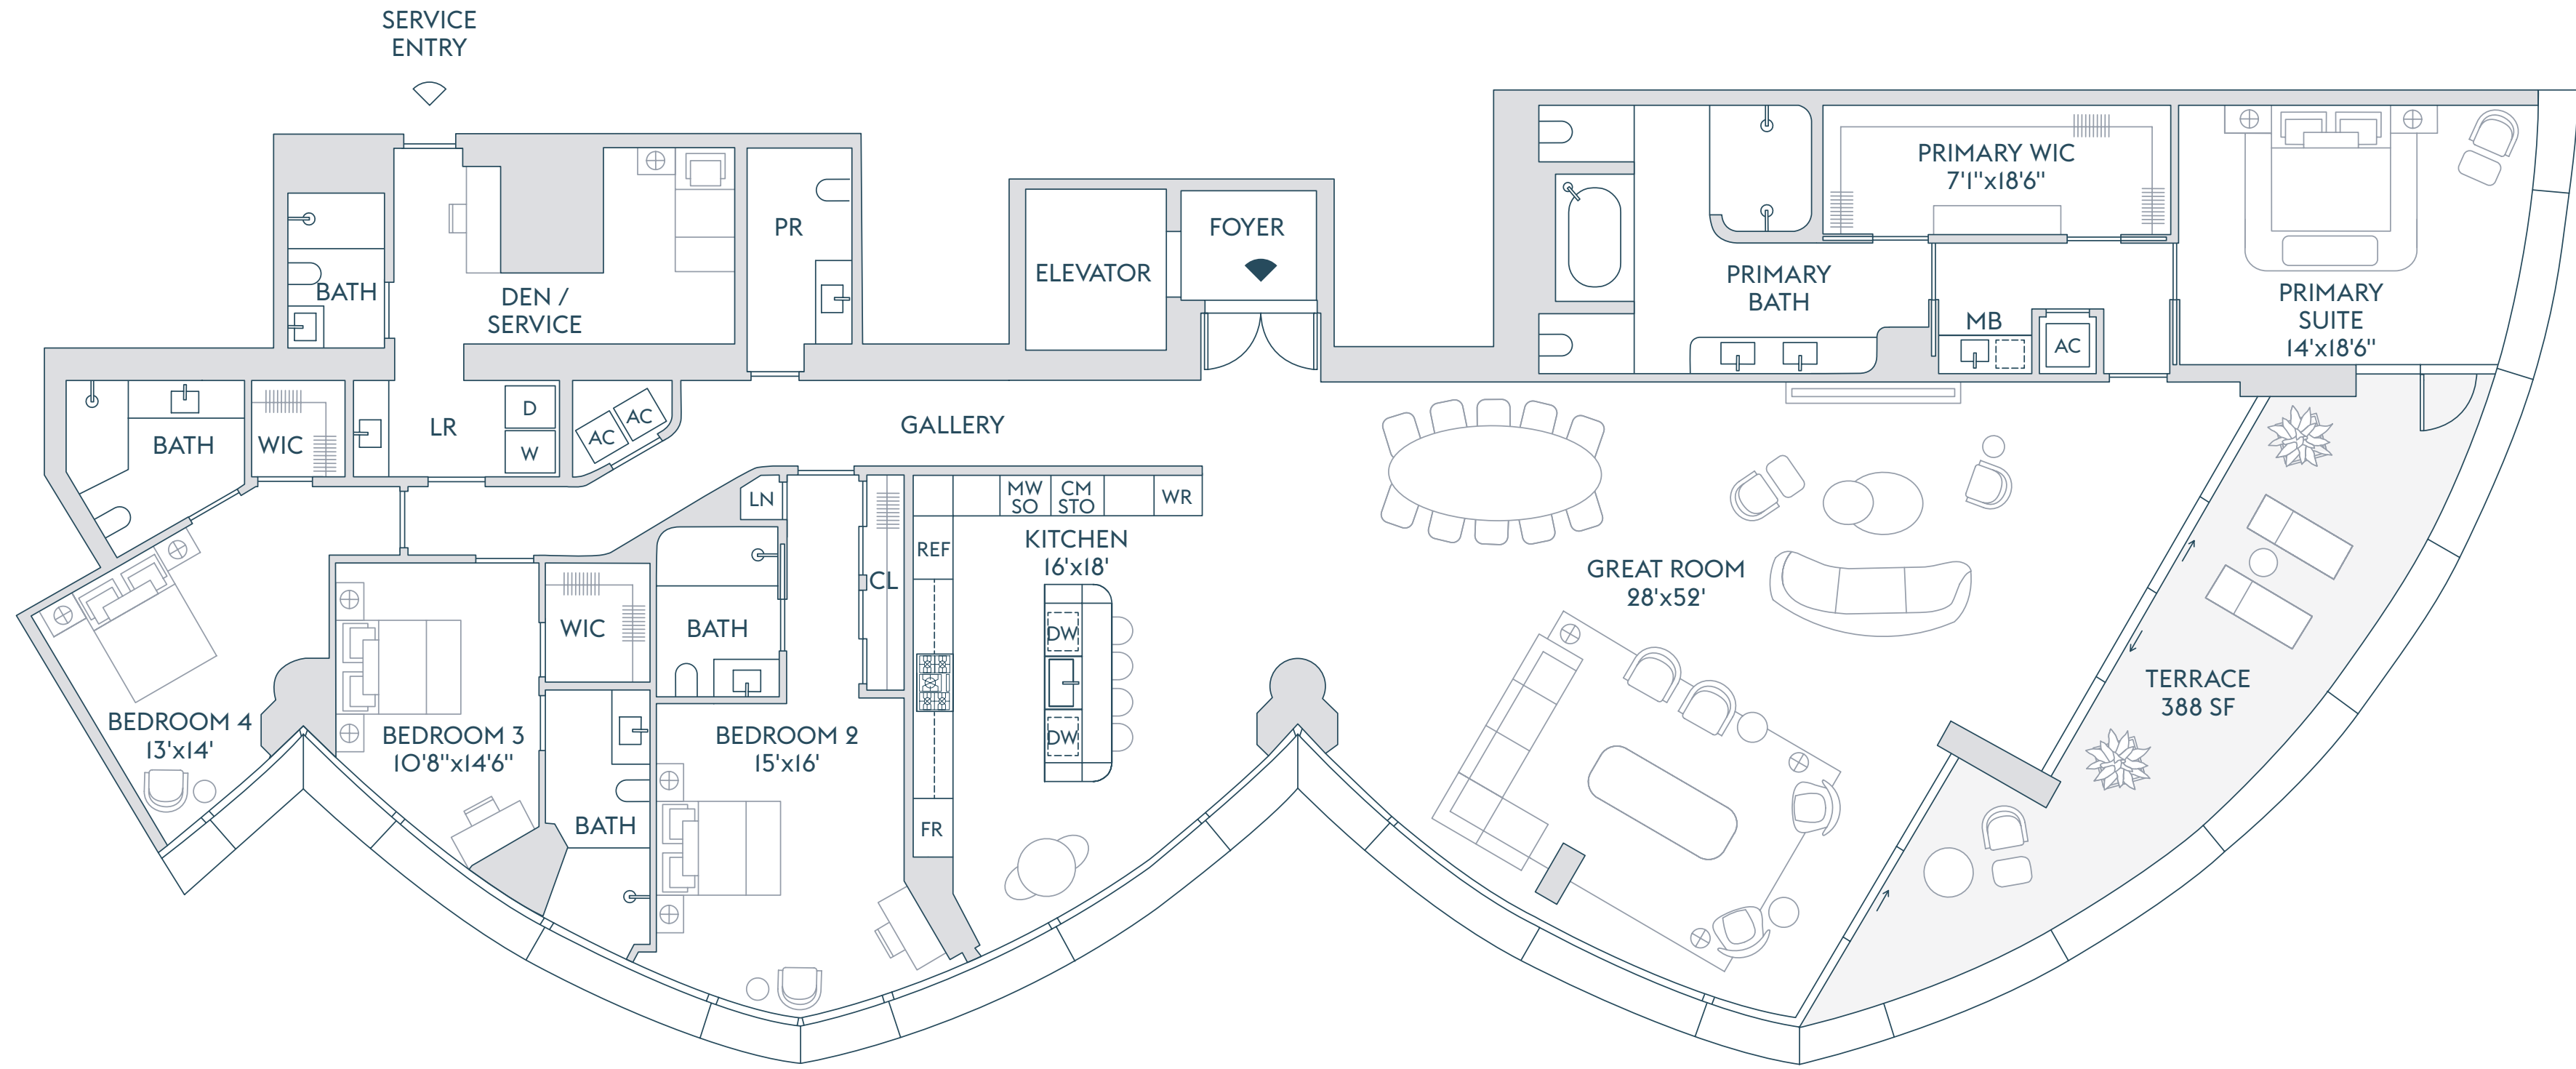 SERVICE
ENTRY
BATH
DEN /
SERVICE
PR
ELEVATOR
FOYER
PRIMARY WIC
7'1"x18'6"
PRIMARY
BATH
MB
AC
PRIMARY
SUITE
14'x18'6"
BATH
WIC
LR
D
W
AC
AC
GALLERY
LN
CL
MW
SO
CM
STO
WR
REF
KITCHEN
16'x18'
DW
DW
FR
GREAT ROOM
28'x52'
TERRACE
388 SF
WIC
BATH
BEDROOM 4
13'x14'
BEDROOM 3
10'8"x14'6"
BATH
BEDROOM 2
15'x16'